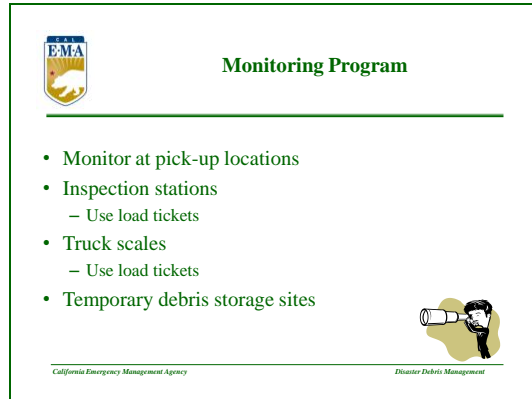 CAL
E·M·A
Monitoring Program
• Monitor at pick-up locations
• Inspection stations
– Use load tickets
• Truck scales
– Use load tickets
• Temporary debris storage sites
California Emergency Management Agency
Disaster Debris Management